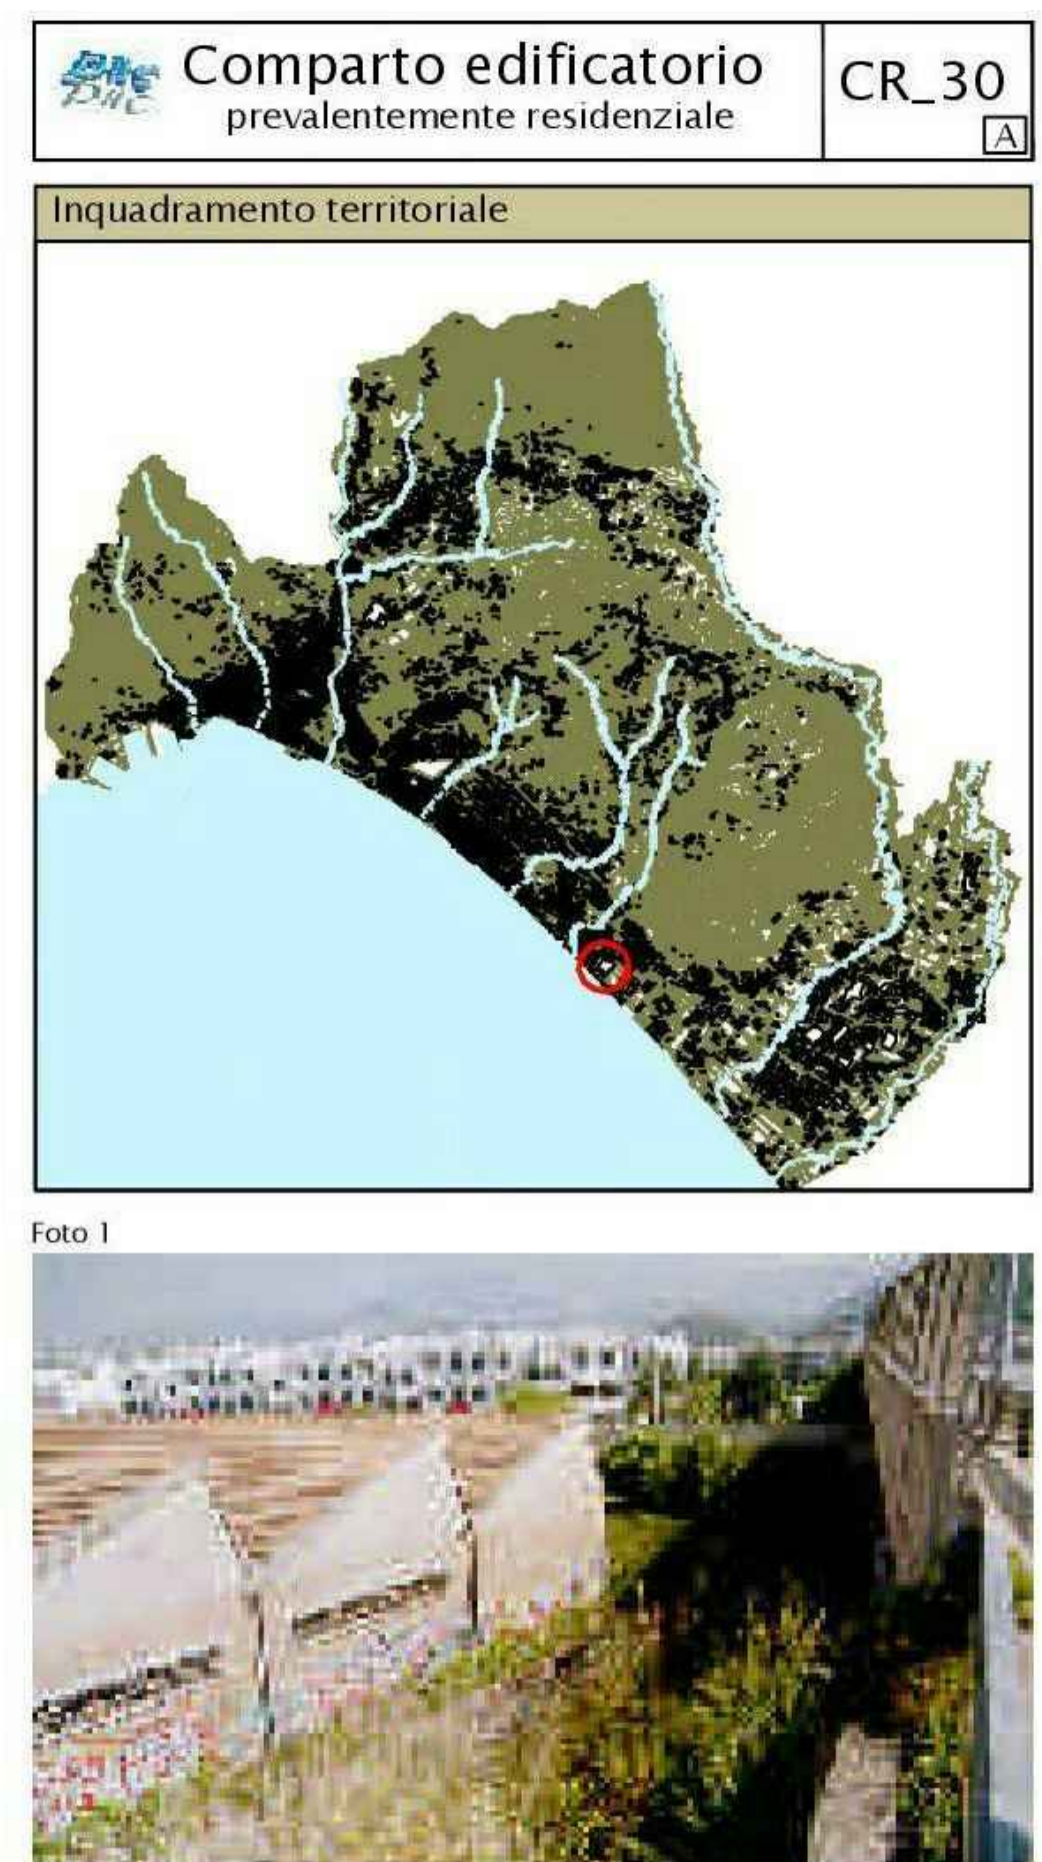 Comparto edificatorio
prevalentemente residenziale
CR_30
A
Inquadramento territoriale
Foto 1